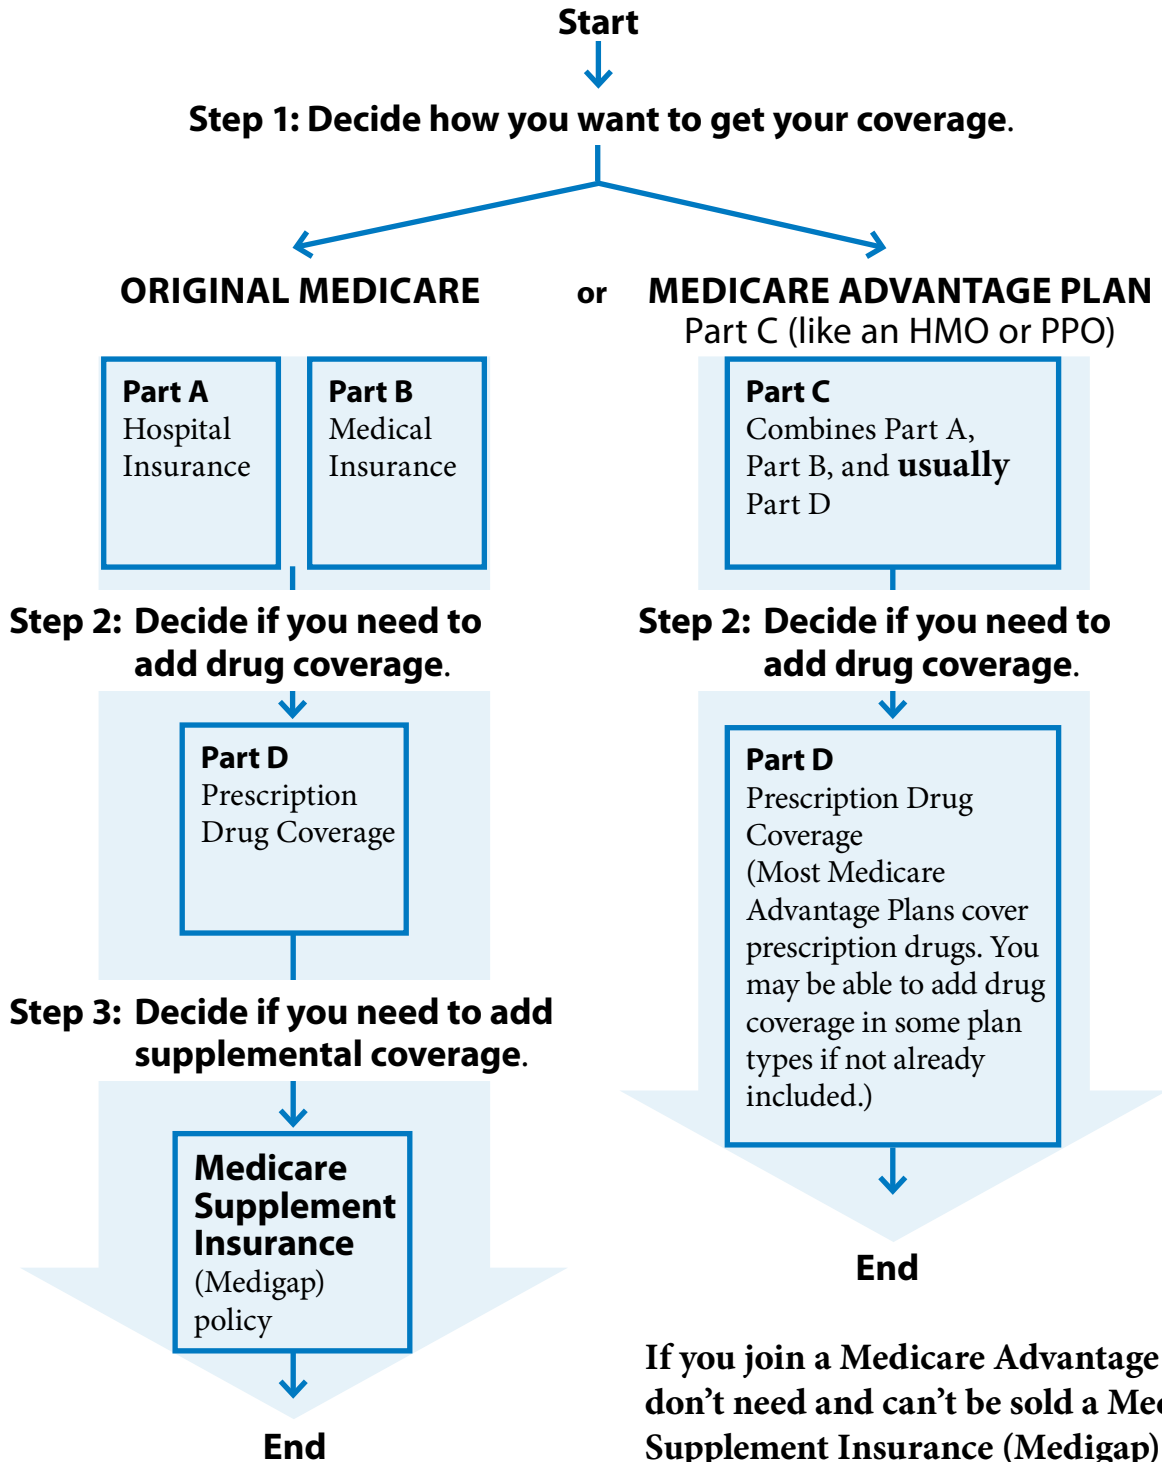 Start
Step 1: Decide how you want to get your coverage.
ORIGINAL MEDICARE
or
MEDICARE ADVANTAGE PLAN
Part C (like an HMO or PPO)
Part A
Hospital
Insurance
Part B
Medical
Insurance
Part C
Combines Part A,
Part B, and usually
Part D
Step 2: Decide if you need to
add drug coverage.
Part D
Prescription
Drug Coverage
Step 3: Decide if you need to add
supplemental coverage.
Medicare
Supplement
Insurance
(Medigap)
policy
End
Step 2: Decide if you need to
add drug coverage.
Part D
Prescription Drug
Coverage
(Most Medicare
Advantage Plans cover
prescription drugs. You
may be able to add drug
coverage in some plan
types if not already
included.)
End
If you join a Medicare Advantage
don’t need and can’t be sold a
Supplement Insurance (Medigap)